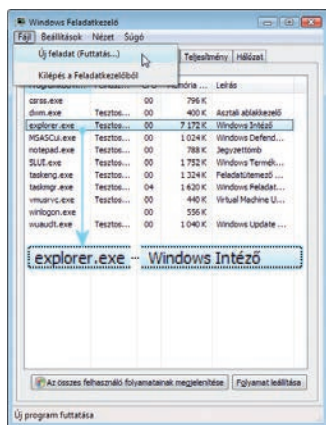 Windows Feladatkezelő
Fájl Beállítások Nézet Súgó
Új feladat (Futtatás...)
Kilépés a Feladatkezelőből
Teljesítmény Hálózat
Leírás
csrss.exe 00 796 K
dwm.exe Tesztos... 00 400 K Asztali ablakkezelő
explorer.exe Tesztos... 00 7 172 K Windows Intéző
MSASCui.exe Tesztos... 00 1 024 K Windows Defend...
notepad.exe Tesztos... 00 788 K Jegyzettömb
SLUI.exe Tesztos... 00 1 752 K Windows Termék...
taskeng.exe Tesztos... 00 1 324 K Feladatütemező ...
taskmgr.exe Tesztos... 04 1 620 K Windows Feladat...
vmusrvc.exe Tesztos... 00 440 K Virtual Machine U...
winlogon.exe 00 556 K
wuaudt.exe Tesztos... 00 1 040 K Windows Update ...
explorer.exe ... Windows Intéző
Az összes felhasználó folyamatainak megjelenítése Folyamat leállítása
Új program futtatása